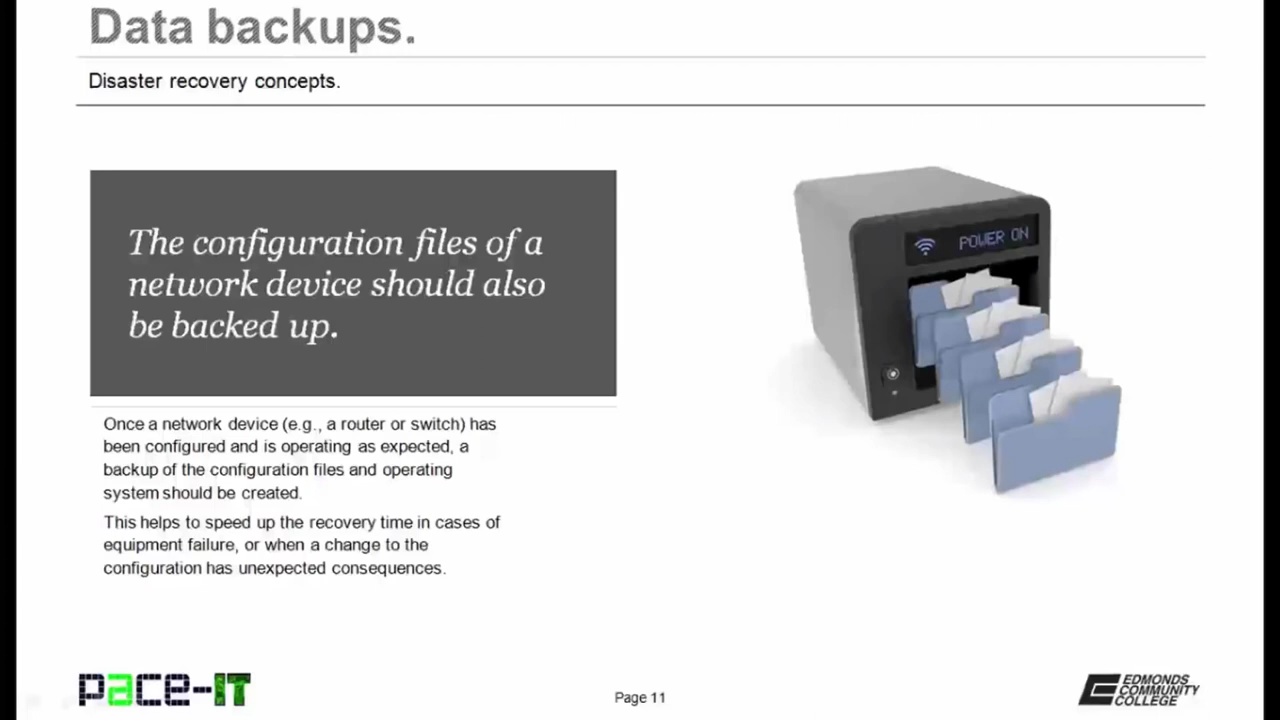 Data backups.
Disaster recovery concepts.
The configuration files of a
network device should also
be backed up.
POWER ON
Once a network device (e.g., a router or switch) has
been configured and is operating as expected, a
backup of the configuration files and operating
system should be created.
This helps to speed up the recovery time in cases of
equipment failure, or when a change to the
configuration has unexpected consequences.
pace-IT
Page 11
EDMONDS
COMMUNITY
COLLEGE